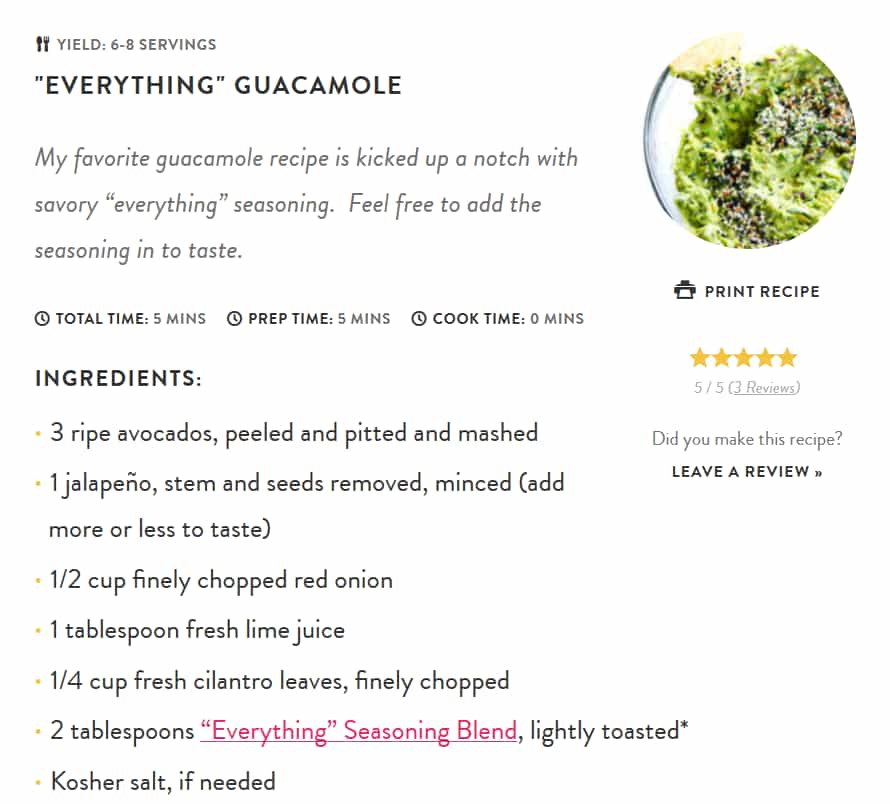 YIELD: 6-8 SERVINGS
"EVERYTHING" GUACAMOLE
My favorite guacamole recipe is kicked up a notch with
savory “everything” seasoning.  Feel free to add the
seasoning in to taste.
TOTAL TIME: 5 MINS PREP TIME: 5 MINS COOK TIME: 0 MINS
INGREDIENTS:
• 3 ripe avocados, peeled and pitted and mashed
• 1 jalapeño, stem and seeds removed, minced (add
more or less to taste)
• 1/2 cup finely chopped red onion
• 1 tablespoon fresh lime juice
• 1/4 cup fresh cilantro leaves, finely chopped
• 2 tablespoons “Everything” Seasoning Blend, lightly toasted*
• Kosher salt, if needed
PRINT RECIPE
5 / 5 (3 Reviews)
Did you make this recipe?
LEAVE A REVIEW »